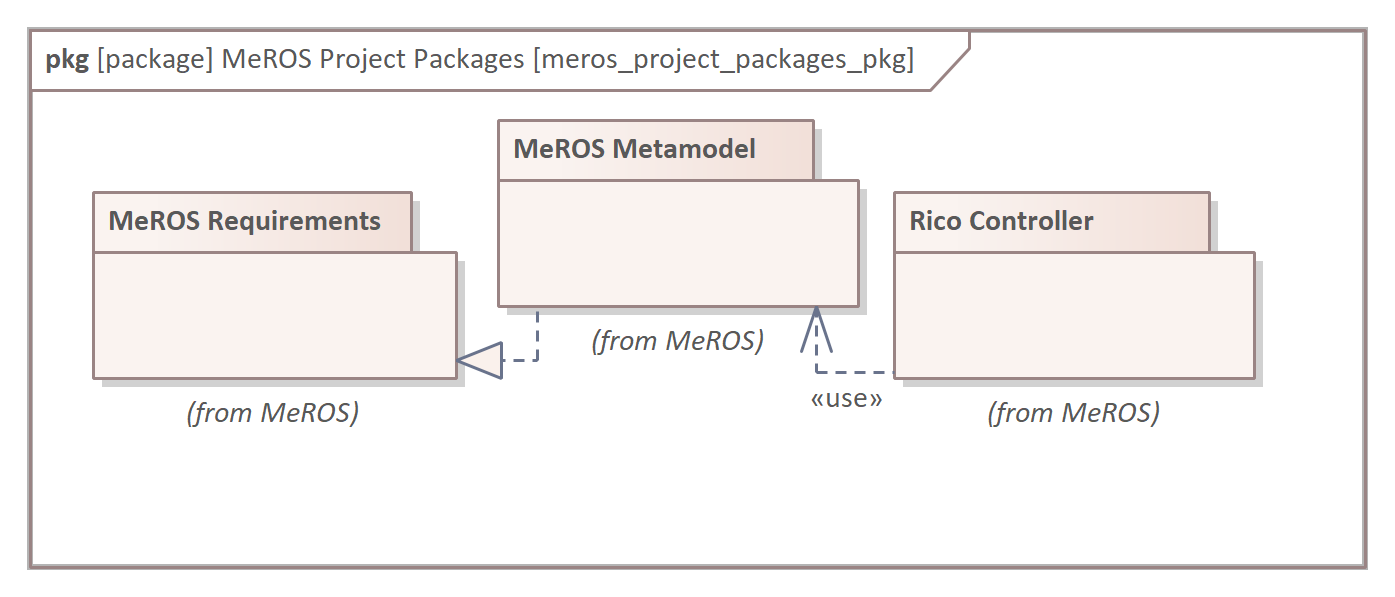 pkg [package] MeROS Project Packages [meros_project_packages_pkg]
MeROS Metamodel
MeROS Requirements
Rico Controller
(from MeROS)
«use»
(from MeROS)
(from MeROS)